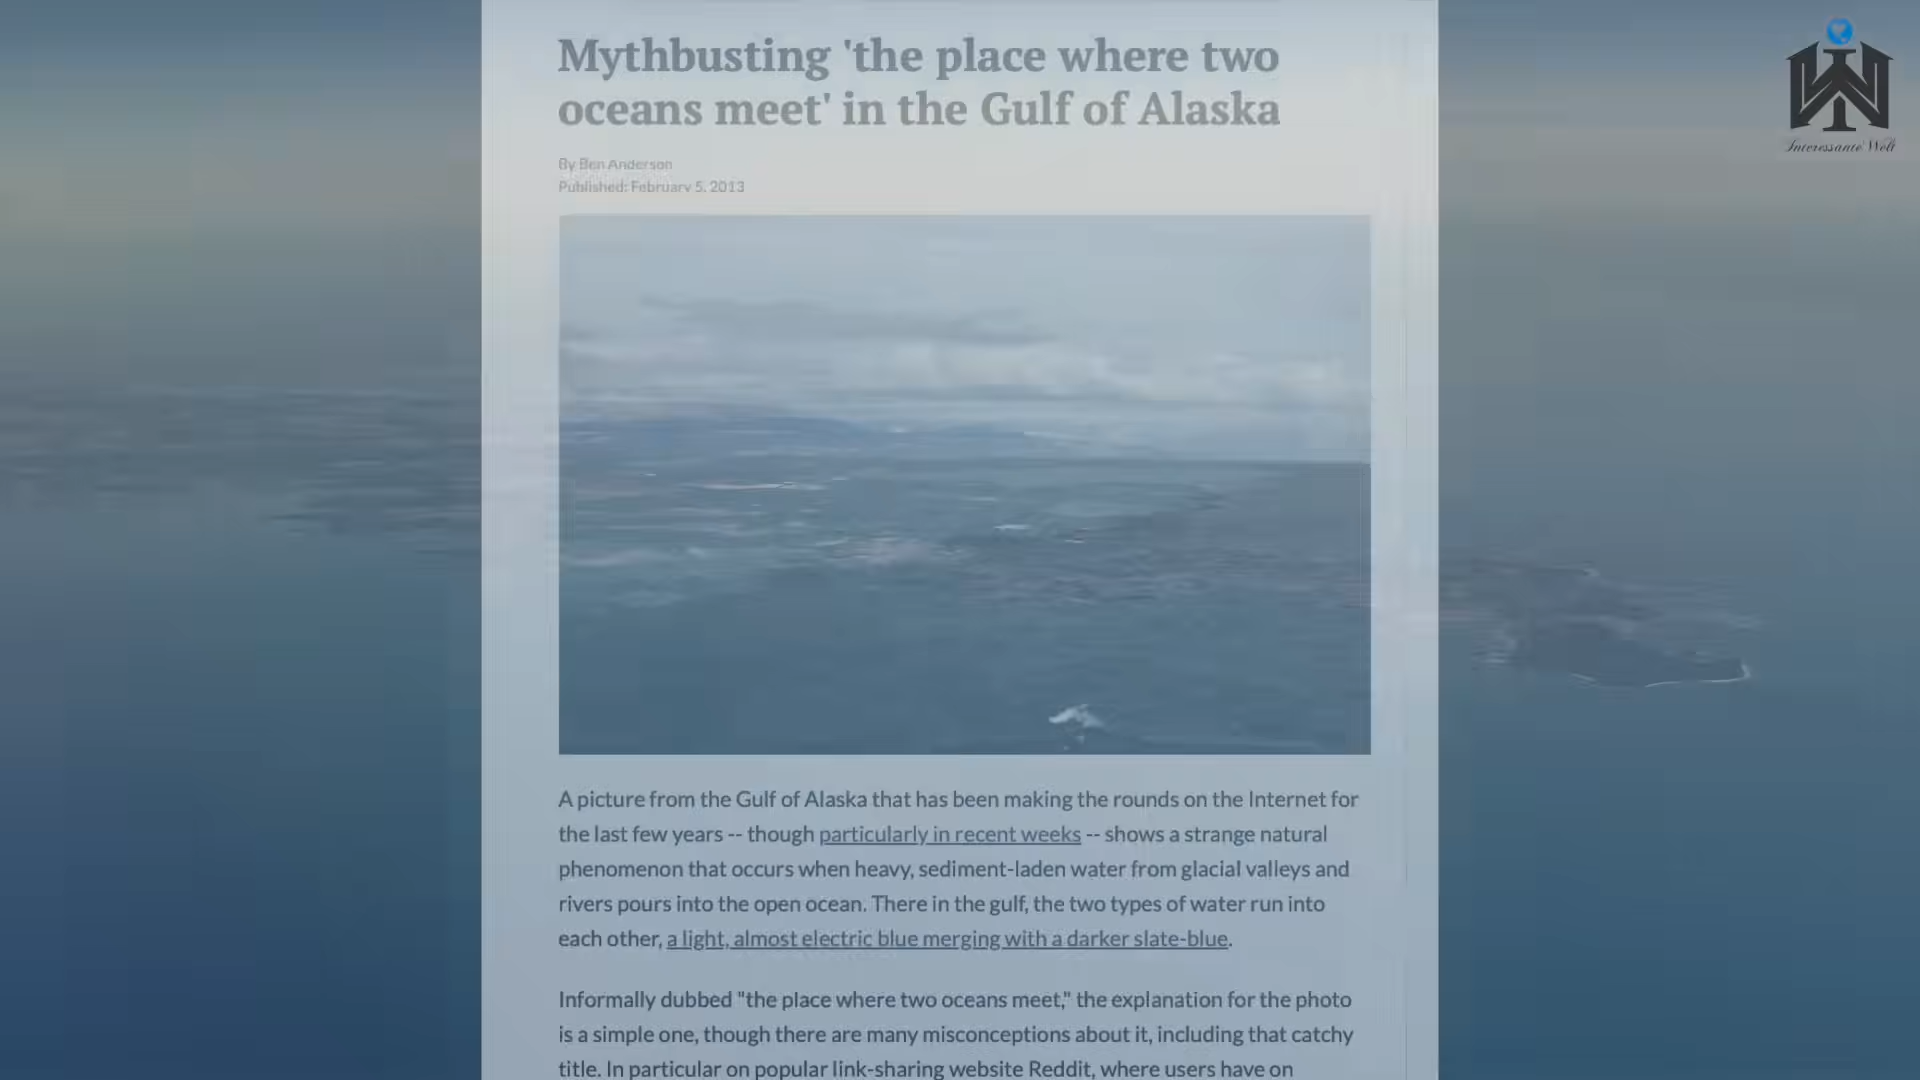 Mythbusting 'the place where two
oceans meet' in the Gulf of Alaska
By Ben Anderson
Published: February 5, 2013
Interessante Welt
A picture from the Gulf of Alaska that has been making the rounds on the Internet for
the last few years -- though particularly in recent weeks -- shows a strange natural
phenomenon that occurs when heavy, sediment-laden water from glacial valleys and
rivers pours into the open ocean. There in the gulf, the two types of water run into
each other, a light, almost electric blue merging with a darker slate-blue.
Informally dubbed "the place where two oceans meet," the explanation for the photo
is a simple one, though there are many misconceptions about it, including that catchy
title. In particular on popular link-sharing website Reddit, where users have on